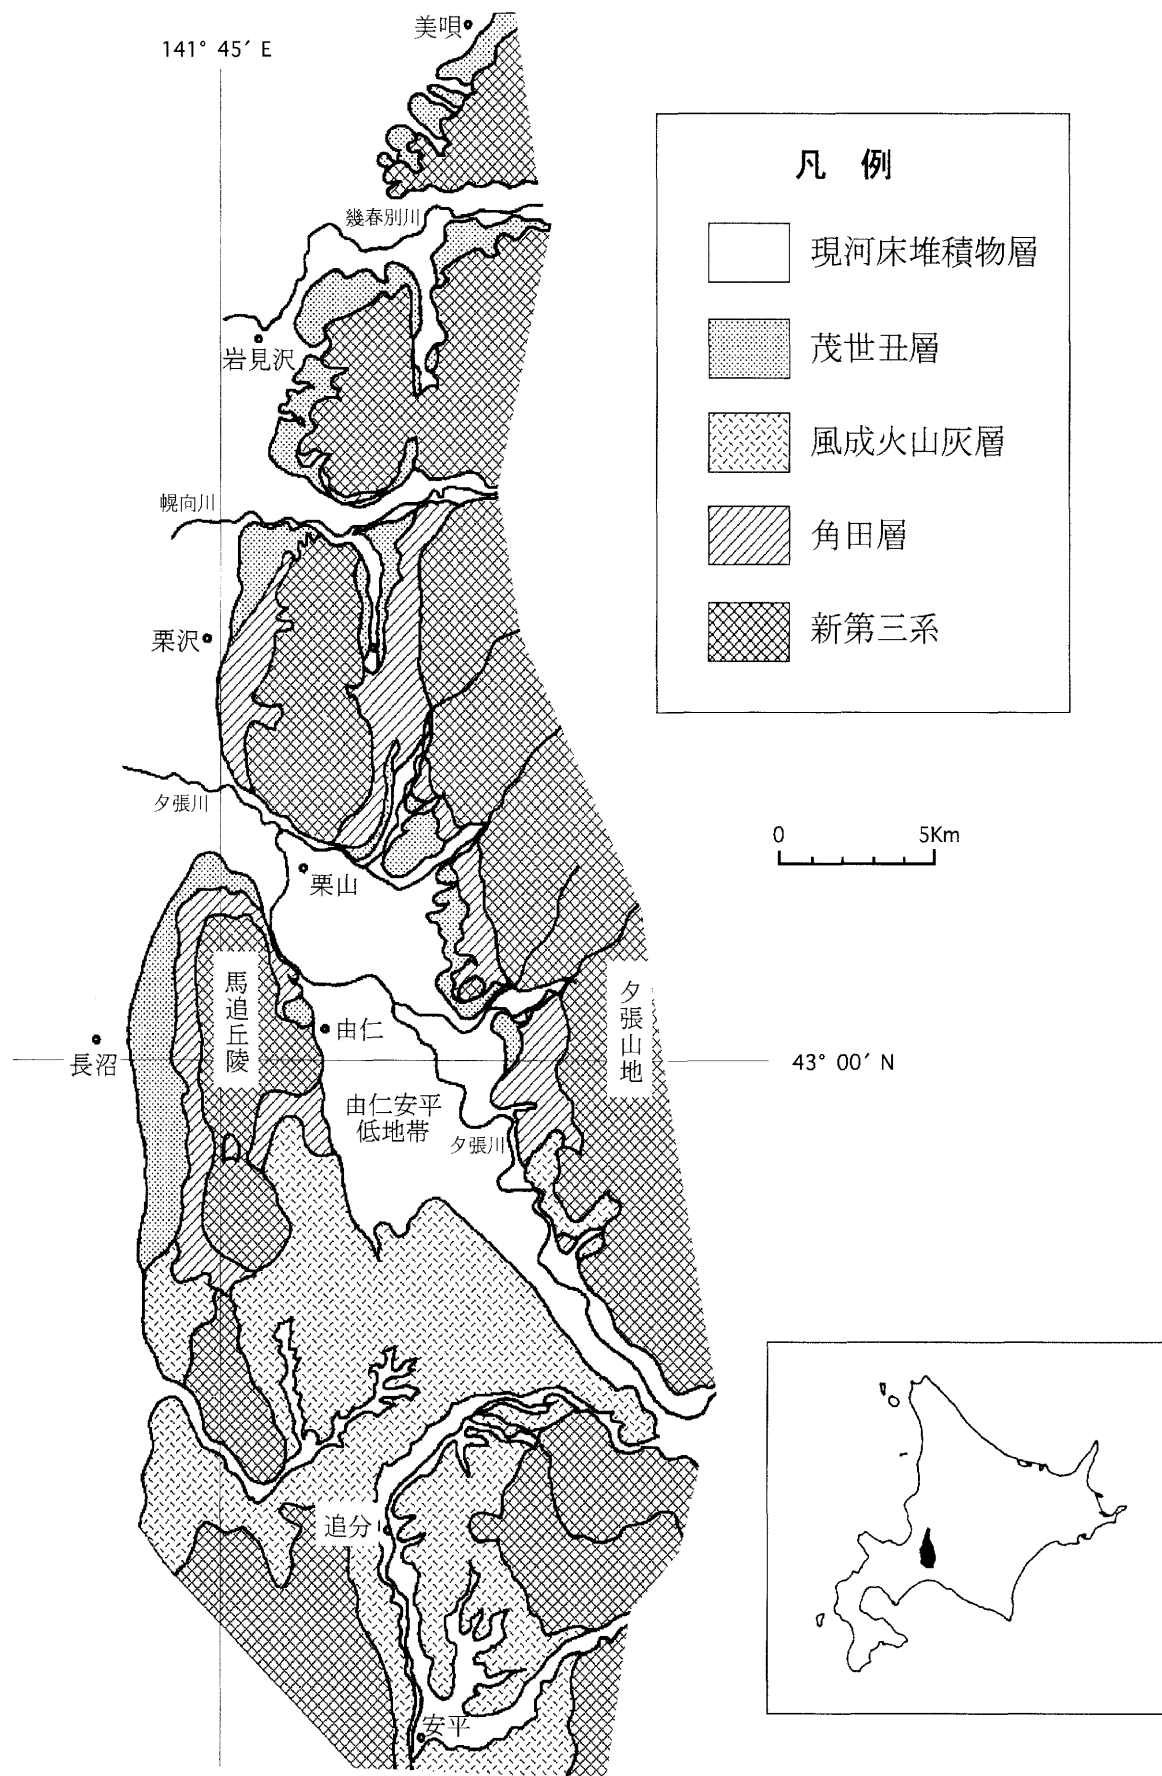 美唄
141° 45′ E
凡 例
幾春別川
現河床堆積物層
岩見沢
茂世丑層
風成火山灰層
幌向川
角田層
栗沢
新第三系
夕張川
0 5Km
栗山
馬追丘陵
夕張山地
由仁
長沼
43° 00′ N
由仁安平
低地帯
夕張川
追分
安平